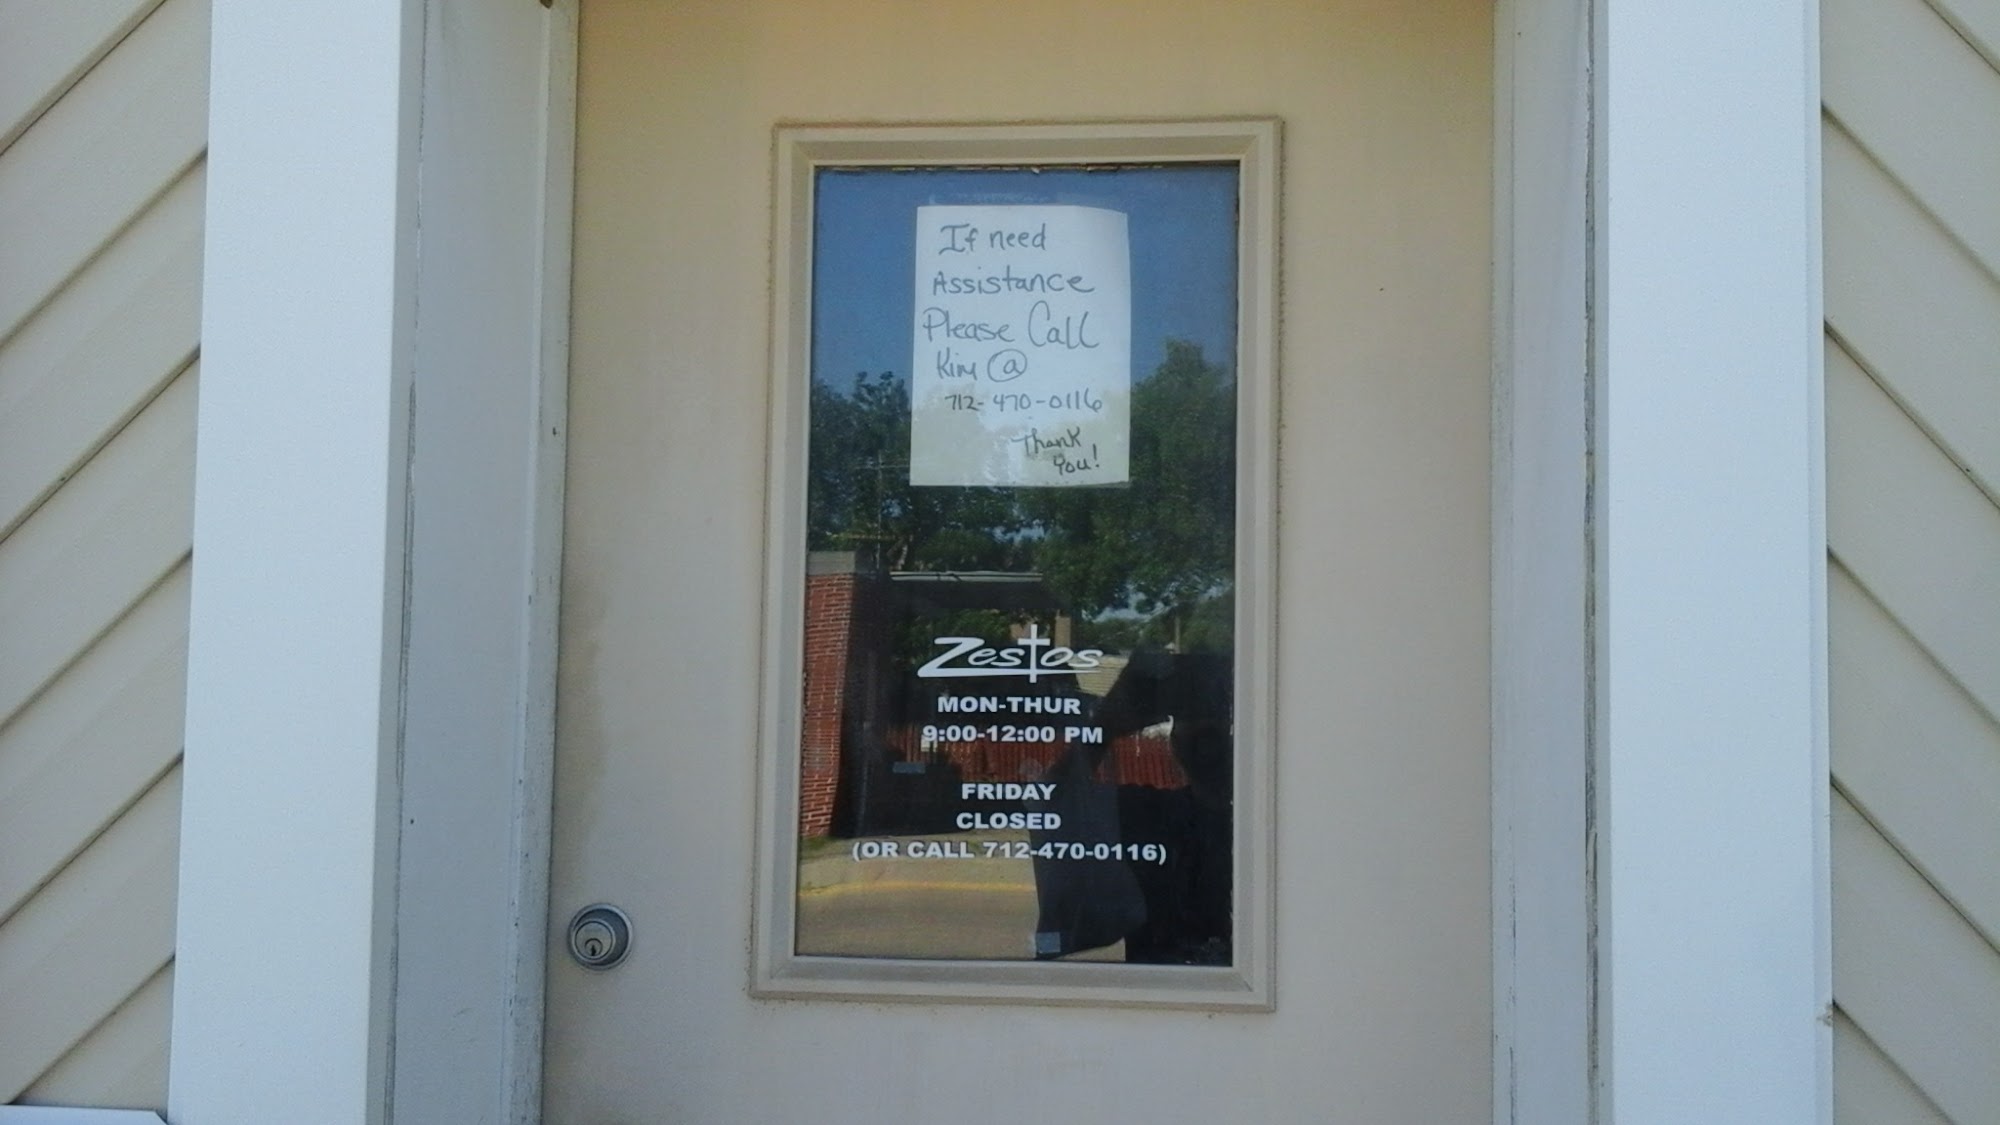 If need
Assistance
Please Call
Kim @
712-470-0116
Thank
you!
Zestos
MON-THUR
9:00-12:00 PM
FRIDAY
CLOSED
(OR CALL 712-470-0116)